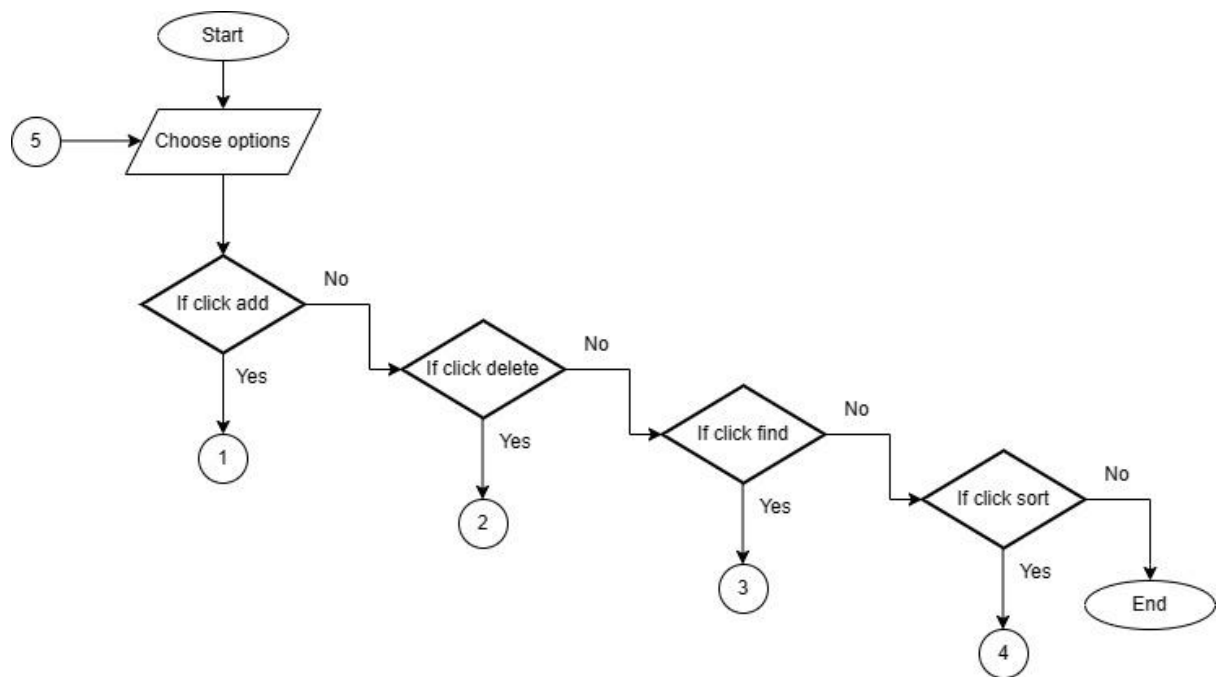 Start
5
Choose options
If click add
No
Yes
1
If click delete
No
Yes
2
If click find
No
Yes
3
If click sort
No
Yes
4
End